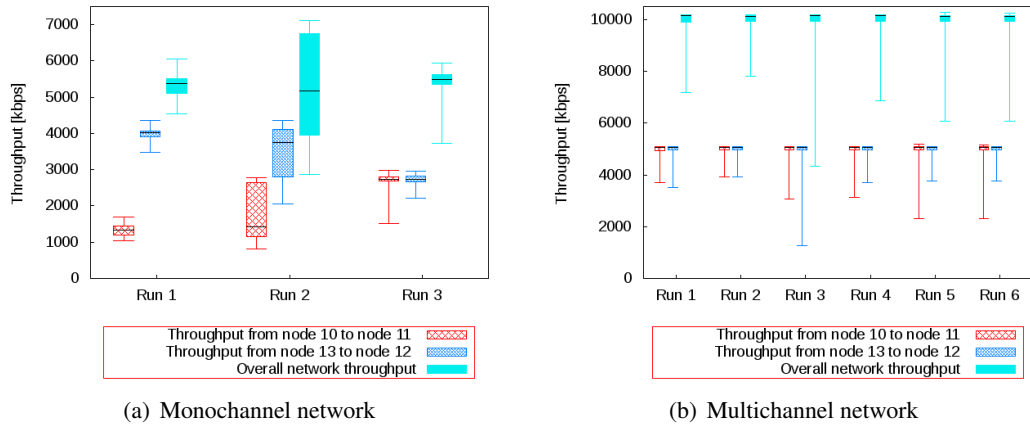 7000
6000
5000
4000
3000
2000
1000
0
Throughput [kbps]
Run 1 Run 2 Run 3
Throughput from node 10 to node 11
Throughput from node 13 to node 12
Overall network throughput
(a) Monochannel network
10000
8000
6000
4000
2000
0
Throughput [kbps]
Run 1 Run 2 Run 3 Run 4 Run 5 Run 6
Throughput from node 10 to node 11
Throughput from node 13 to node 12
Overall network throughput
(b) Multichannel network